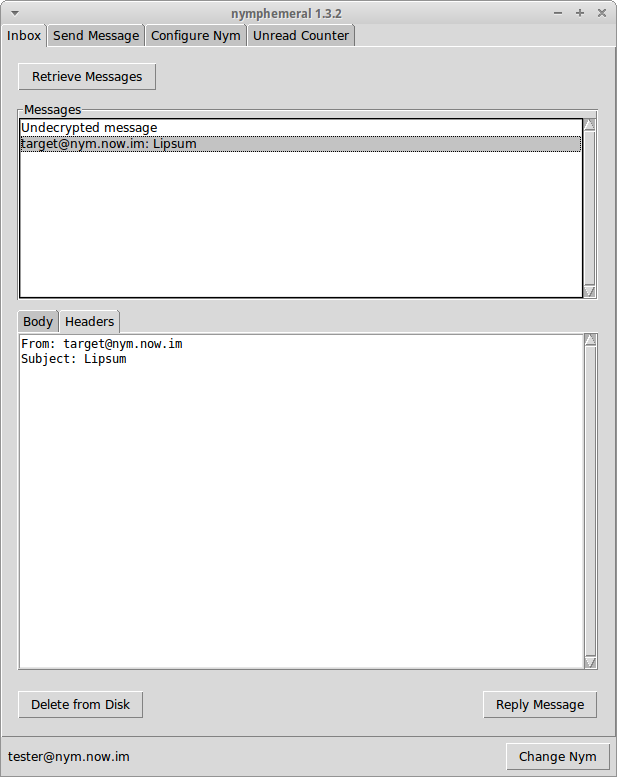 nymphemeral 1.3.2
Inbox Send Message Configure Nym Unread Counter
Retrieve Messages
Messages
Undecrypted message
target@nym.now.im: Lipsum
Body Headers
From: target@nym.now.im
Subject: Lipsum
Delete from Disk Reply Message
tester@nym.now.im Change Nym